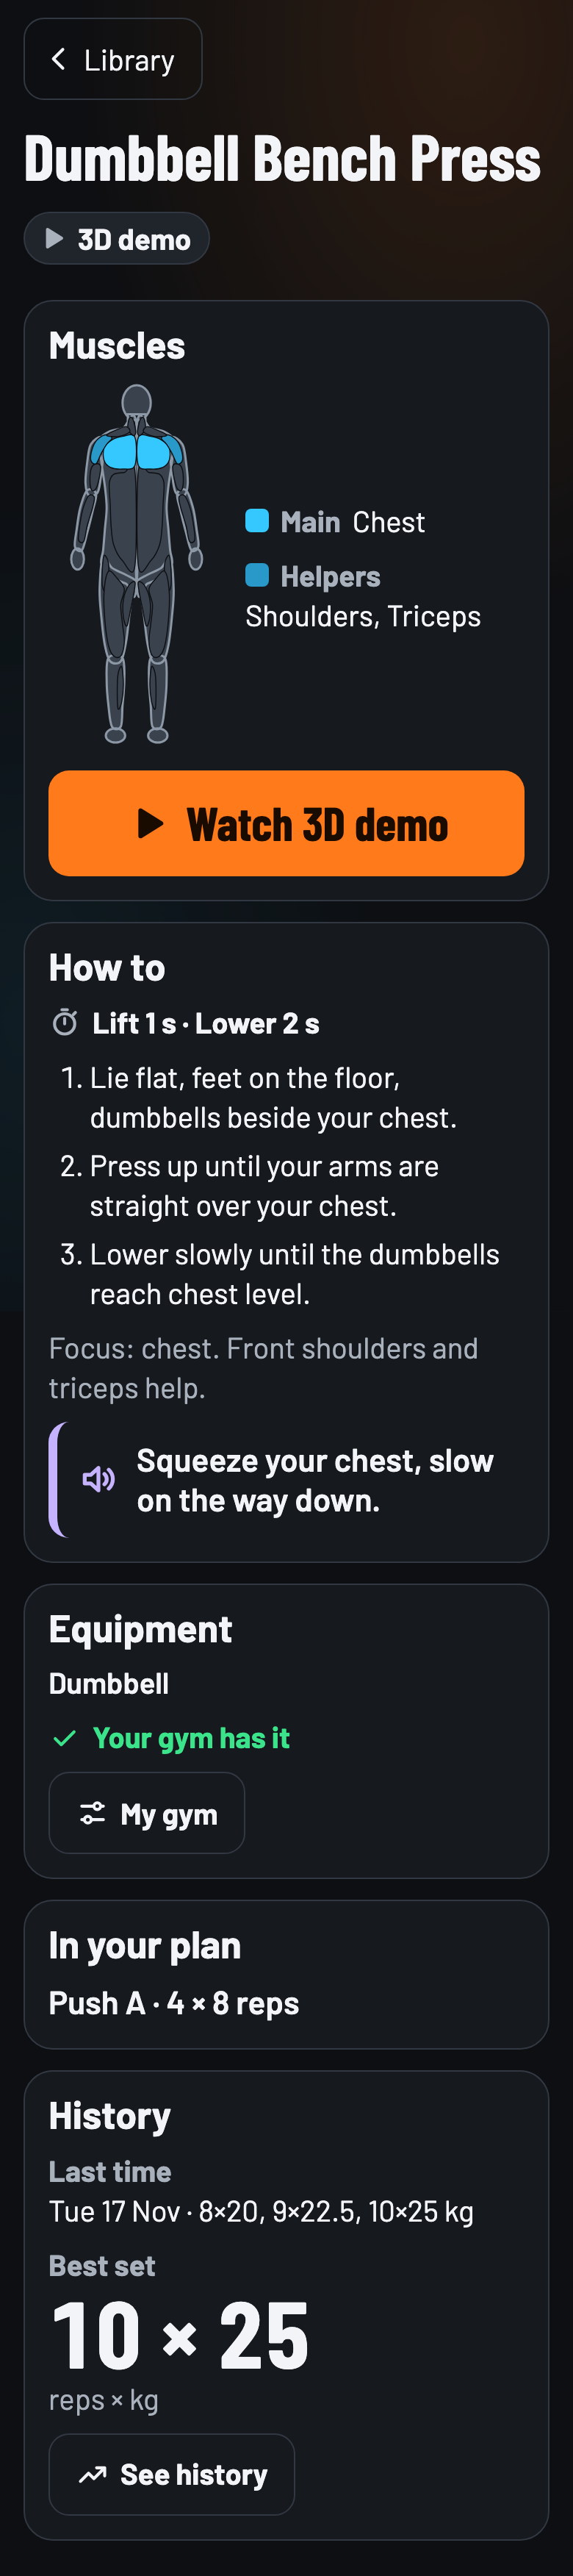 Library
Dumbbell Bench Press
3D demo
Muscles
Main Chest
Helpers
Shoulders, Triceps
Watch 3D demo
How to
Lift 1 s · Lower 2 s
1. Lie flat, feet on the floor,
dumbbells beside your chest.
2. Press up until your arms are
straight over your chest.
3. Lower slowly until the dumbbells
reach chest level.
Focus: chest. Front shoulders and
triceps help.
Squeeze your chest, slow
on the way down.
Equipment
Dumbbell
Your gym has it
My gym
In your plan
Push A · 4 × 8 reps
History
Last time
Tue 17 Nov · 8×20, 9×22.5, 10×25 kg
Best set
10 × 25
reps × kg
See history